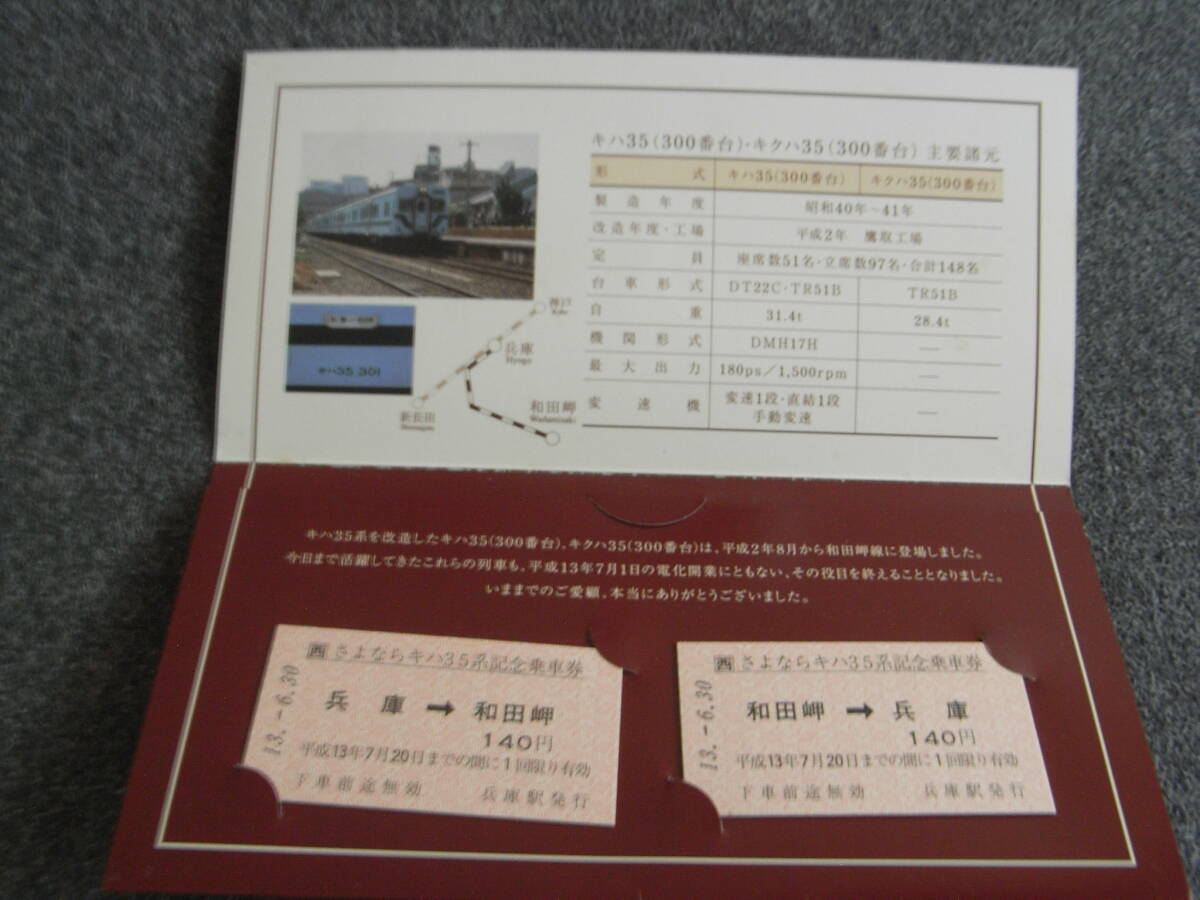 キハ35(300番台)・キクハ35(300番台) 主要諸元
形式 キハ35(300番台) キクハ35(300番台)
製造年度 昭和40年～41年
改造年度・工場 平成2年 鷹取工場
定員 座席数51名・立席数97名・合計148名
台車形式 DT22C・TR51B TR51B
自重 31.4t 28.4t
機関形式 DMH17H —
最大出力 180ps／1,500rpm —
変速機 変速1段・直結1段 —
手動変速
キハ35 301
神戸
Kobe
兵庫
Hyogo
新長田
和田岬
Wadamisaki
キハ35系を改造したキハ35(300番台)、キクハ35(300番台)は、平成2年8月から和田岬線に登場しました。
今日まで活躍してきたこれらの列車も、平成13年7月1日の電化開業にともない、その役目を終えることとなりました。
いままでのご愛顧、本当にありがとうございました。
西 さよならキハ35系記念乗車券
兵庫 → 和田岬
140円
平成13年7月20日までの間に1回限り有効
下車前途無効 兵庫駅発行
13.-6.30
西 さよならキハ35系記念乗車券
和田岬 → 兵庫
140円
平成13年7月20日までの間に1回限り有効
下車前途無効 兵庫駅発行
13.-6.30